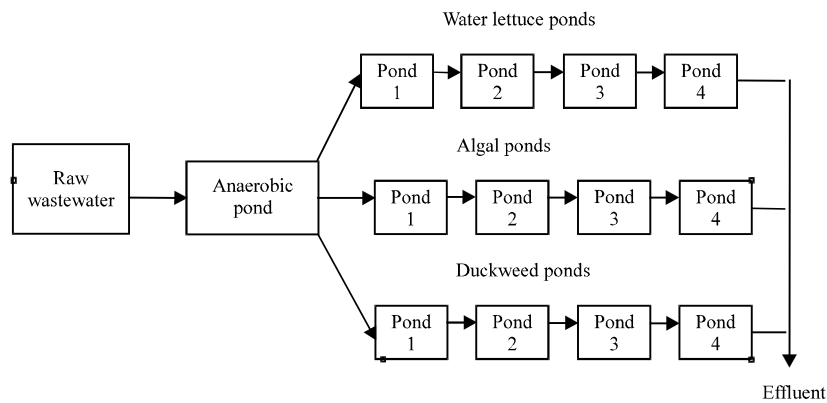 Water lettuce ponds
Pond
1
Pond
2
Pond
3
Pond
4
Raw
wastewater
Anaerobic
pond
Algal ponds
Pond
1
Pond
2
Pond
3
Pond
4
Duckweed ponds
Pond
1
Pond
2
Pond
3
Pond
4
Effluent